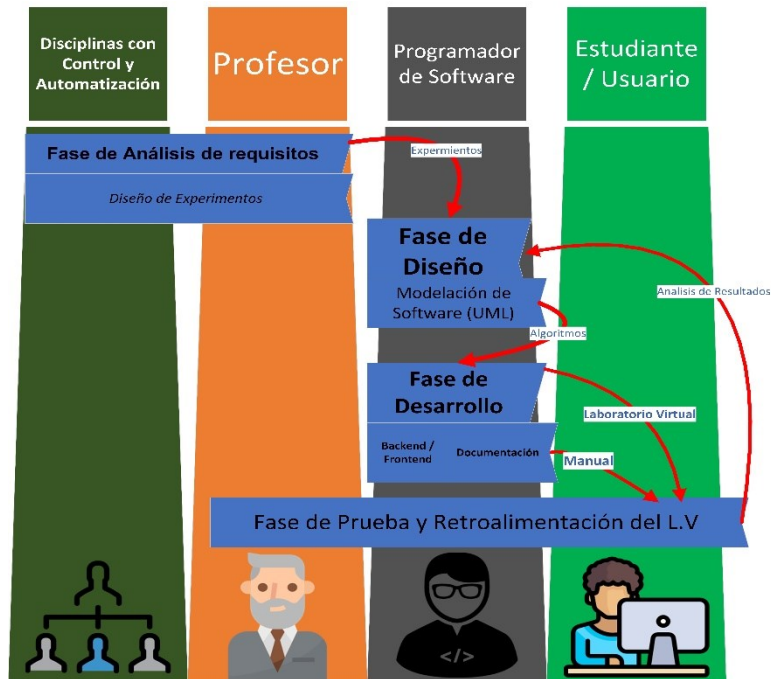 Disciplinas con
Control y
Automatización
Profesor
Programador
de Software
Estudiante
/ Usuario
Fase de Análisis de requisitos
Expermientos
Diseño de Experimentos
Fase de
Diseño
Modelación de
Software (UML)
Analisis de Resultados
Algoritmos
Fase de
Desarrollo
Laboratorio Virtual
Backend /
Frontend
Documentación
Manual
Fase de Prueba y Retroalimentación del L.V
</>